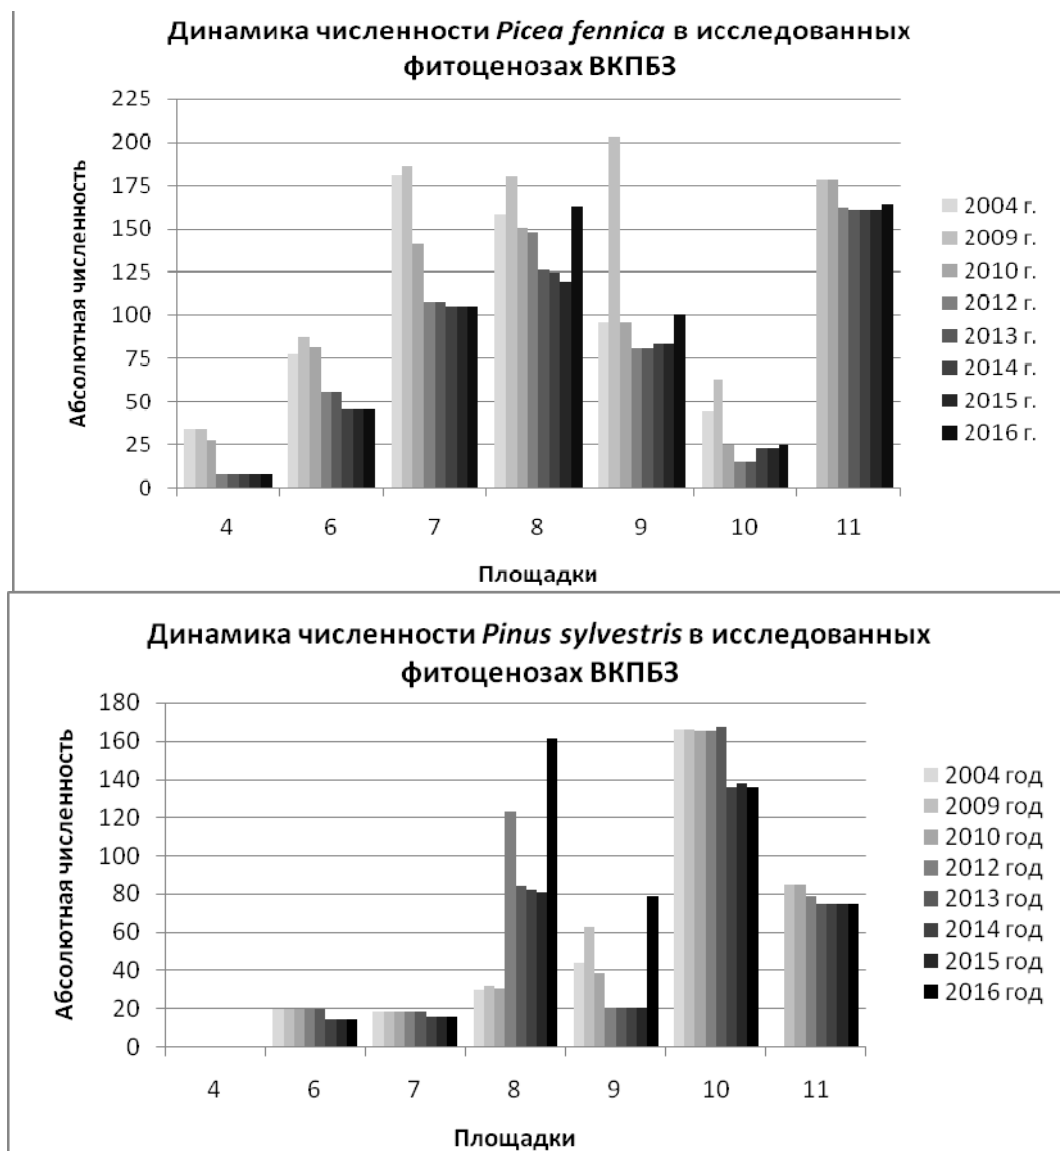 Динамика численности Picea fennica в исследованных
фитоценозах ВКПБЗ
Абсолютная численность
225
200
175
150
125
100
75
50
25
0
4 6 7 8 9 10 11
Площадки
2004 г.
2009 г.
2010 г.
2012 г.
2013 г.
2014 г.
2015 г.
2016 г.
Динамика численности Pinus sylvestris в исследованных
фитоценозах ВКПБЗ
Абсолютная численность
180
160
140
120
100
80
60
40
20
0
4 6 7 8 9 10 11
Площадки
2004 год
2009 год
2010 год
2012 год
2013 год
2014 год
2015 год
2016 год